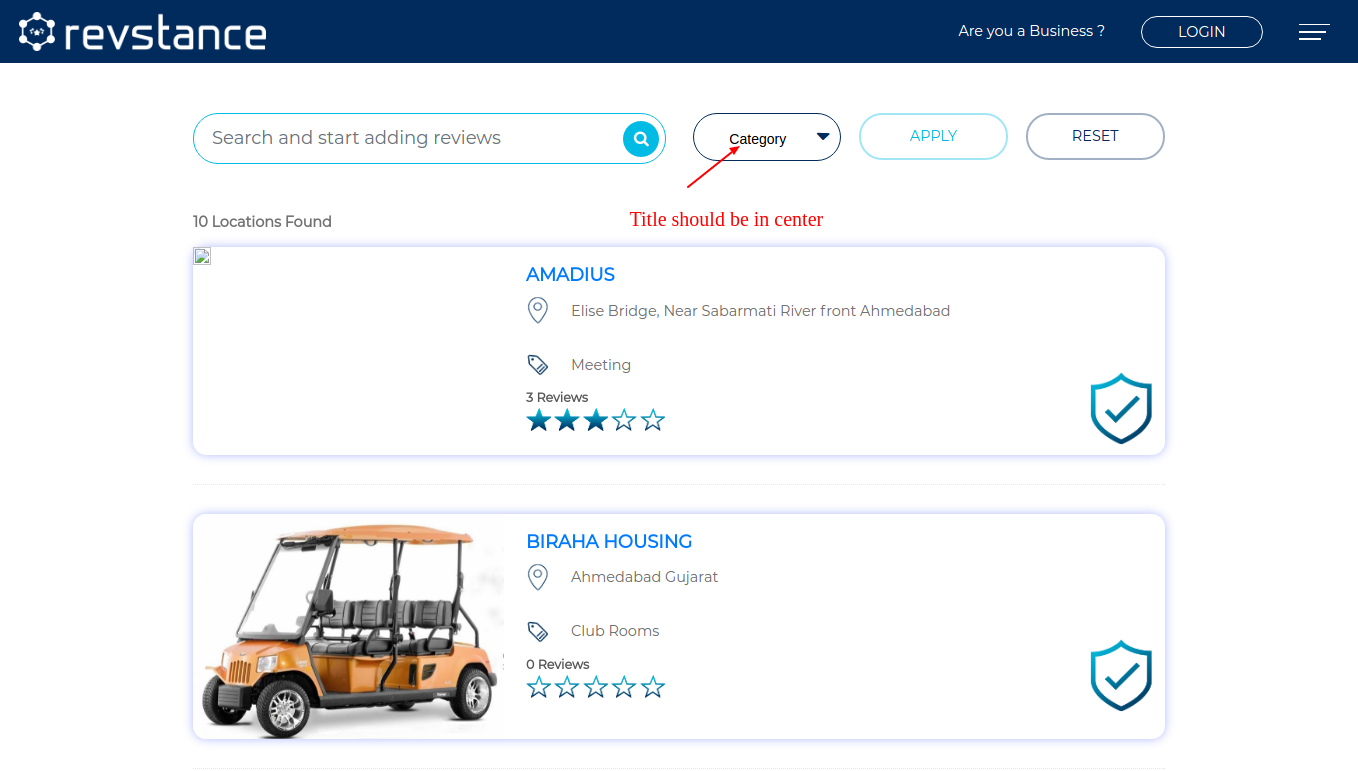 revstance
Are you a Business ?
LOGIN
Search and start adding reviews
Category
APPLY
RESET
10 Locations Found
Title should be in center
AMADIUS
Elise Bridge, Near Sabarmati River front Ahmedabad
Meeting
3 Reviews
BIRAHA HOUSING
Ahmedabad Gujarat
Club Rooms
0 Reviews